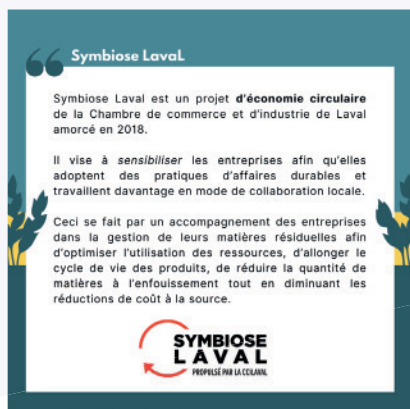 Symbiose LavaL
Symbiose Laval est un projet d'économie circulaire
de la Chambre de commerce et d'industrie de Laval
amorcé en 2018.
Il vise à sensibiliser les entreprises afin qu'elles
adoptent des pratiques d'affaires durables et
travaillent davantage en mode de collaboration locale.
Ceci se fait par un accompagnement des entreprises
dans la gestion de leurs matières résiduelles afin
d'optimiser l'utilisation des ressources, d'allonger le
cycle de vie des produits, de réduire la quantité de
matières à l'enfouissement tout en diminuant les
réductions de coût à la source.
SYMBIOSE
LAVAL
PROPULSÉ PAR LA CCILAVAL